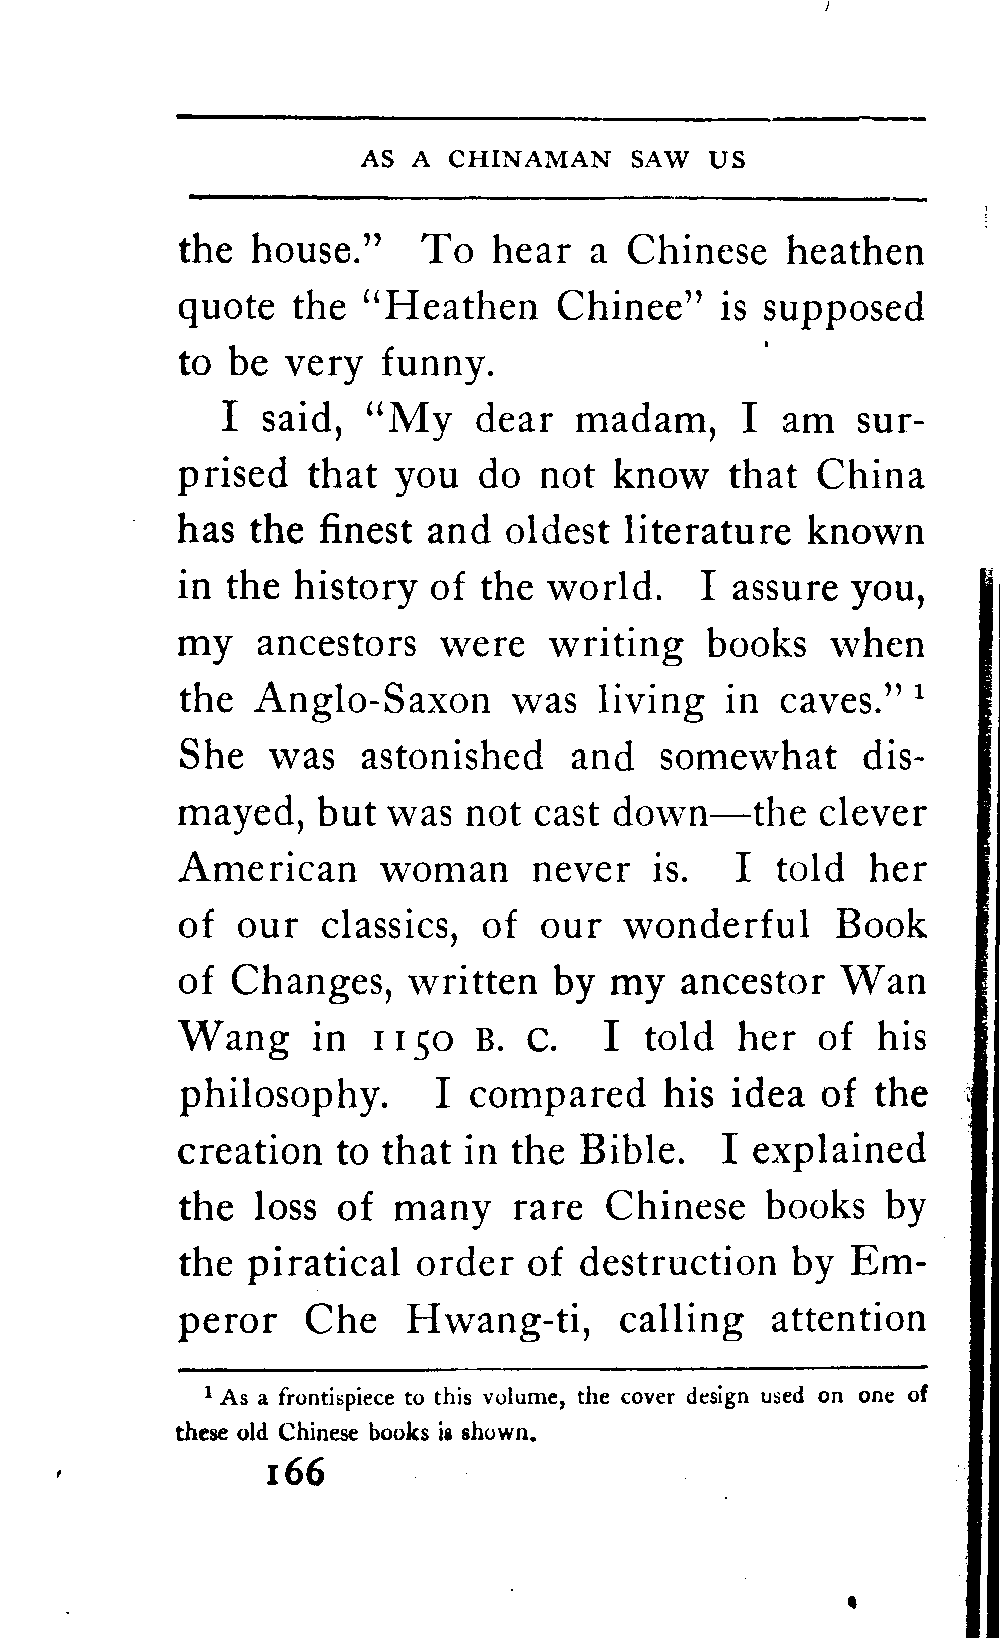 AS A CHINAMAN SAW US
the house.” To hear a Chinese heathen
quote the “Heathen Chinee” is supposed
to be very funny.
I said, “My dear madam, I am sur-
prised that you do not know that China
has the finest and oldest literature known
in the history of the world. I assure you,
my ancestors were writing books when
the Anglo-Saxon was living in caves.” ¹
She was astonished and somewhat dis-
mayed, but was not cast down—the clever
American woman never is. I told her
of our classics, of our wonderful Book
of Changes, written by my ancestor Wan
Wang in 1150 B. C. I told her of his
philosophy. I compared his idea of the
creation to that in the Bible. I explained
the loss of many rare Chinese books by
the piratical order of destruction by Em-
peror Che Hwang-ti, calling attention
¹ As a frontispiece to this volume, the cover design used on one of
these old Chinese books is shown.
166